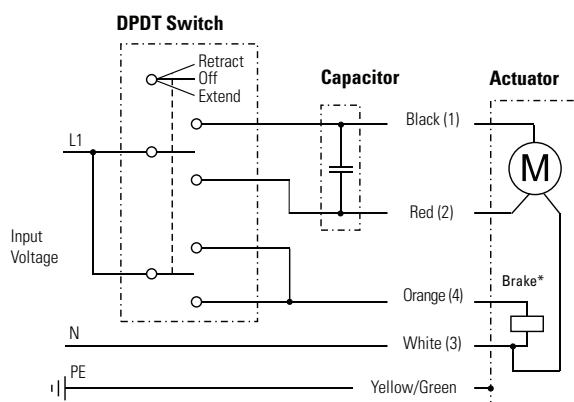 DPDT Switch
Retract
Off
Extend
Capacitor
Actuator
L1
Black (1)
M
Red (2)
Input
Voltage
Brake*
Orange (4)
N
White (3)
PE
Yellow/Green